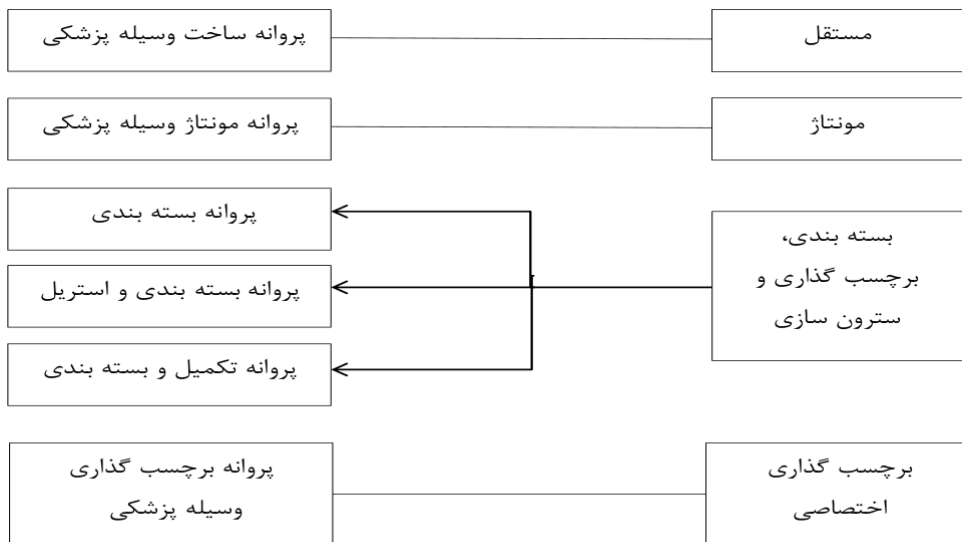 مستقل
پروانه ساخت وسیله پزشکی
مونتاژ
پروانه مونتاژ وسیله پزشکی
بسته بندی،
برچسب گذاری و
سترون سازی
پروانه بسته بندی
پروانه بسته بندی و استریل
پروانه تکمیل و بسته بندی
برچسب گذاری
اختصاصی
پروانه برچسب گذاری
وسیله پزشکی